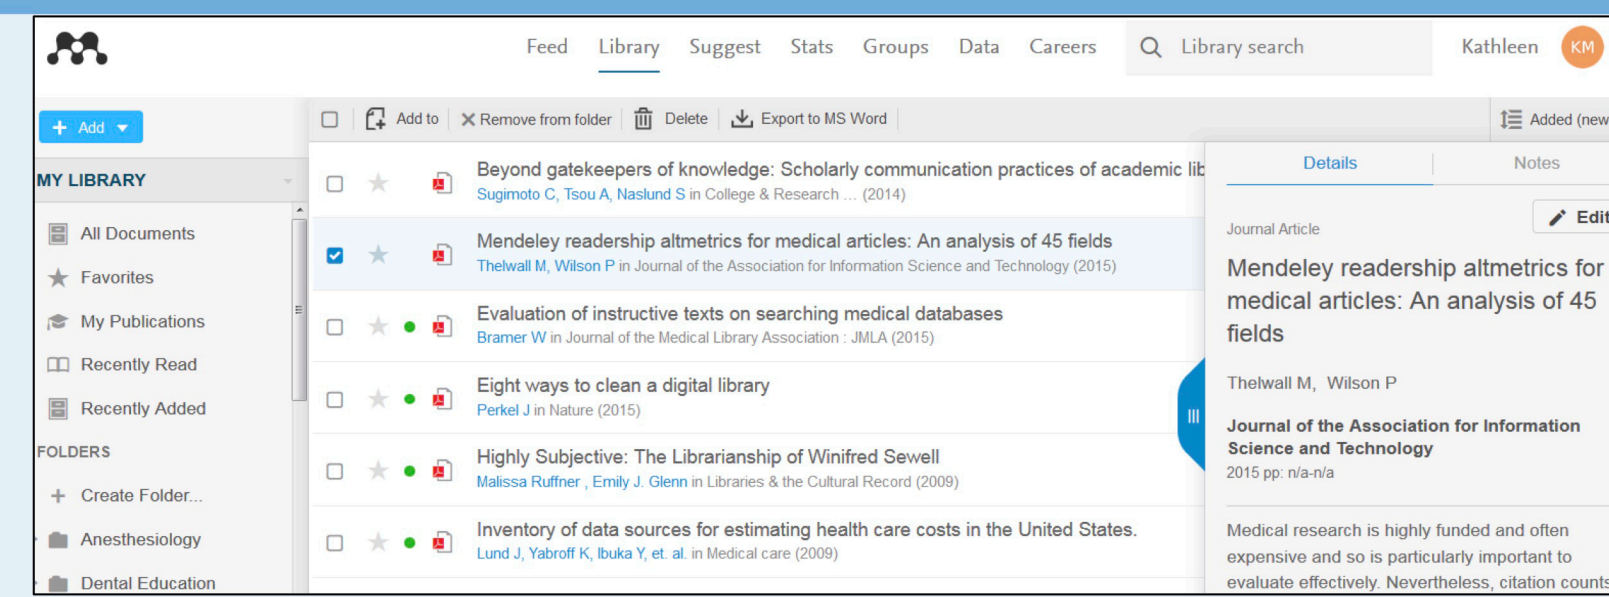 Feed Library Suggest Stats Groups Data Careers Library search Kathleen KM
+ Add
Add to Remove from folder Delete Export to MS Word Added (new
MY LIBRARY
All Documents
Favorites
My Publications
Recently Read
Recently Added
FOLDERS
+ Create Folder...
Anesthesiology
Dental Education
Beyond gatekeepers of knowledge: Scholarly communication practices of academic lib
Sugimoto C, Tsou A, Naslund S in College & Research ... (2014)
Mendeley readership altmetrics for medical articles: An analysis of 45 fields
Thelwall M, Wilson P in Journal of the Association for Information Science and Technology (2015)
Evaluation of instructive texts on searching medical databases
Bramer W in Journal of the Medical Library Association : JMLA (2015)
Eight ways to clean a digital library
Perkel J in Nature (2015)
Highly Subjective: The Librarianship of Winifred Sewell
Malissa Ruffner , Emily J. Glenn in Libraries & the Cultural Record (2009)
Inventory of data sources for estimating health care costs in the United States.
Lund J, Yabroff K, Ibuka Y, et. al. in Medical care (2009)
Details Notes
Edit
Journal Article
Mendeley readership altmetrics for
medical articles: An analysis of 45
fields
Thelwall M, Wilson P
Journal of the Association for Information
Science and Technology
2015 pp: n/a-n/a
Medical research is highly funded and often
expensive and so is particularly important to
evaluate effectively. Nevertheless, citation counts